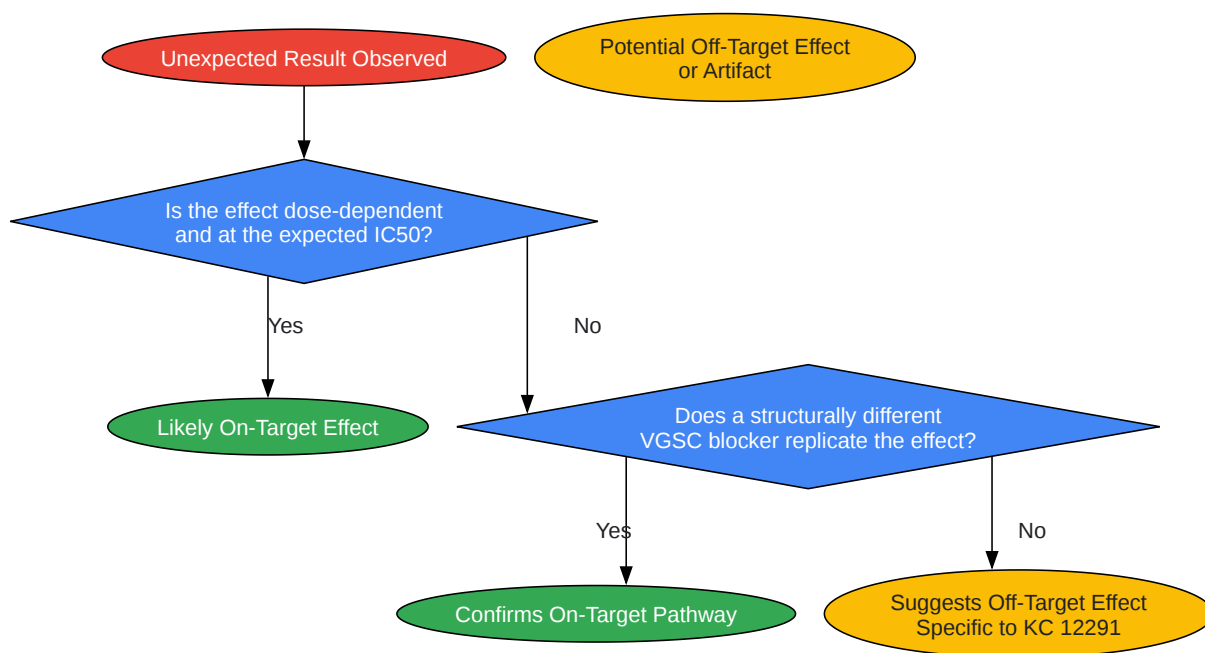 Unexpected Result Observed
Potential Off-Target Effect
or Artifact
Is the effect dose-dependent
and at the expected IC50?
Yes
No
Likely On-Target Effect
Does a structurally different
VGSC blocker replicate the effect?
Yes
No
Confirms On-Target Pathway
Suggests Off-Target Effect
Specific to KC 12291